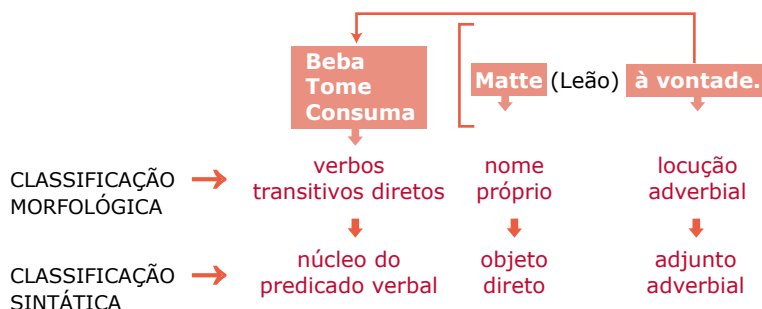 Beba
Tome
Consuma
Matte (Leão) à vontade.
CLASSIFICAÇÃO
MORFOLÓGICA
verbos
transitivos diretos
nome
próprio
locução
adverbial
CLASSIFICAÇÃO
SINTÁTICA
núcleo do
predicado verbal
objeto
direto
adjunto
adverbial